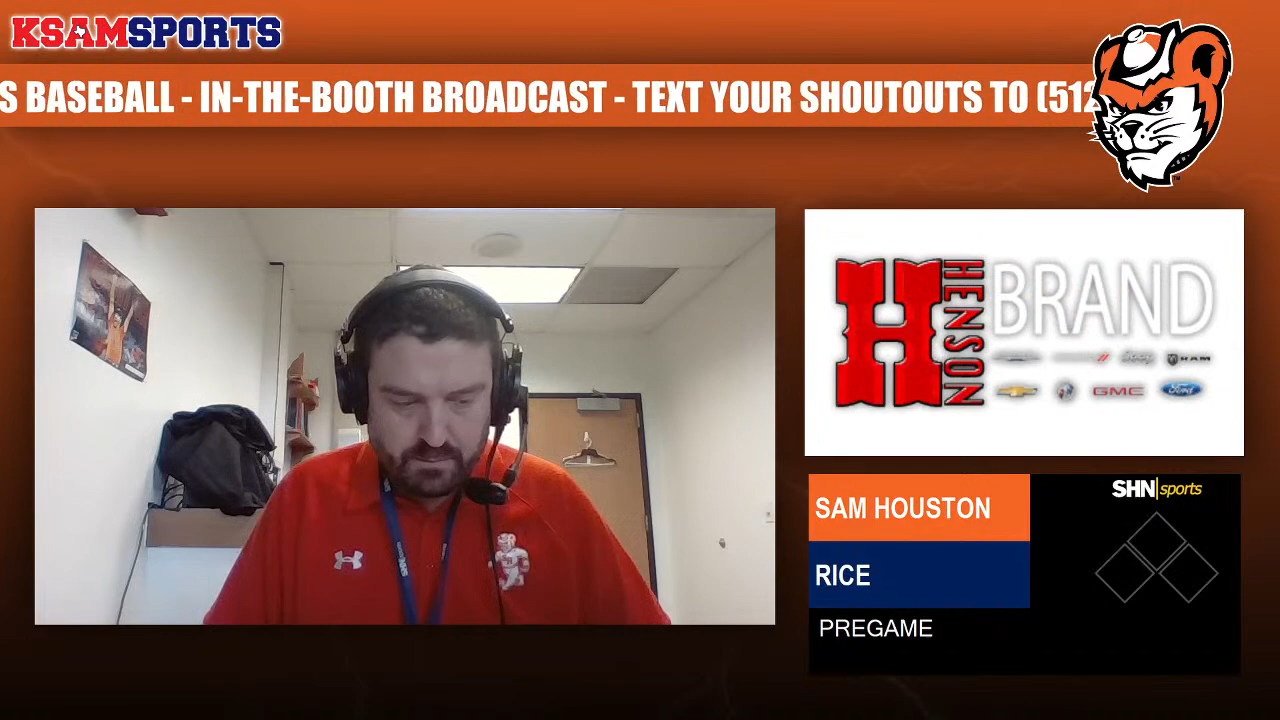 KSAMSPORTS
S BASEBALL - IN-THE-BOOTH BROADCAST - TEXT YOUR SHOUTOUTS TO (512
H HENSON BRAND
RAM
GMC Ford
SHN|sports
SAM HOUSTON
RICE
PREGAME